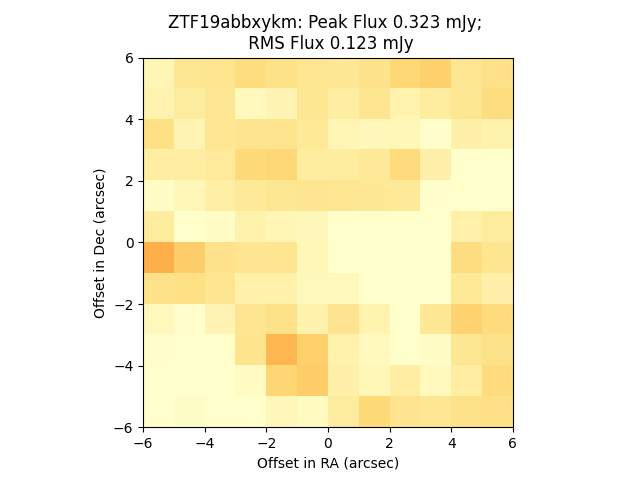 ZTF19abbxykm: Peak Flux 0.323 mJy;
RMS Flux 0.123 mJy
6
4
2
0
−2
−4
−6
Offset in Dec (arcsec)
−6 −4 −2 0 2 4 6
Offset in RA (arcsec)